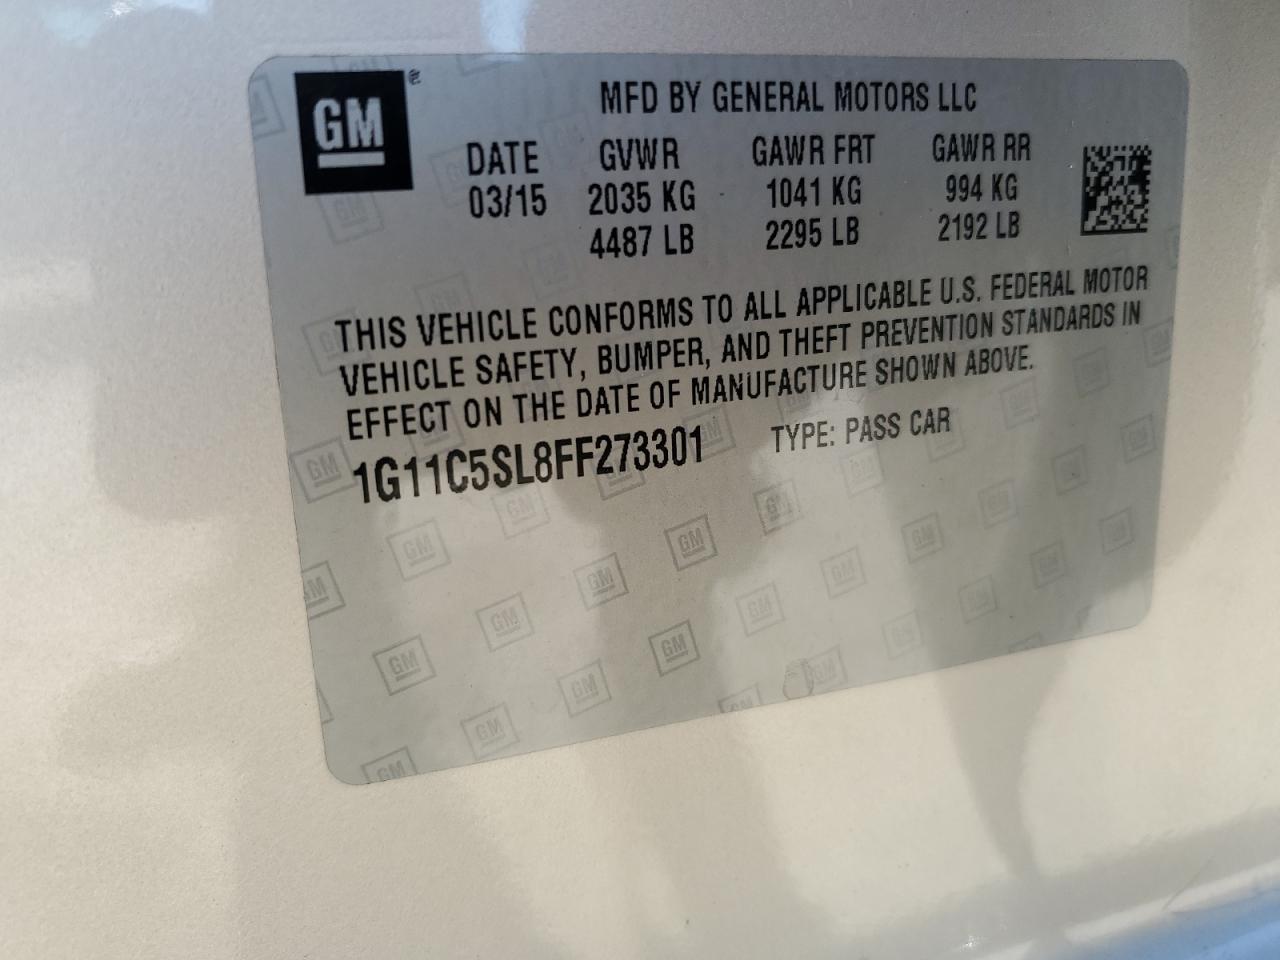 GM
MFD BY GENERAL MOTORS LLC
DATE GVWR GAWR FRT GAWR RR
03/15 2035 KG 1041 KG 994 KG
4487 LB 2295 LB 2192 LB
THIS VEHICLE CONFORMS TO ALL APPLICABLE U.S. FEDERAL MOTOR
VEHICLE SAFETY, BUMPER, AND THEFT PREVENTION STANDARDS IN
EFFECT ON THE DATE OF MANUFACTURE SHOWN ABOVE.
1G11C5SL8FF273301 TYPE: PASS CAR